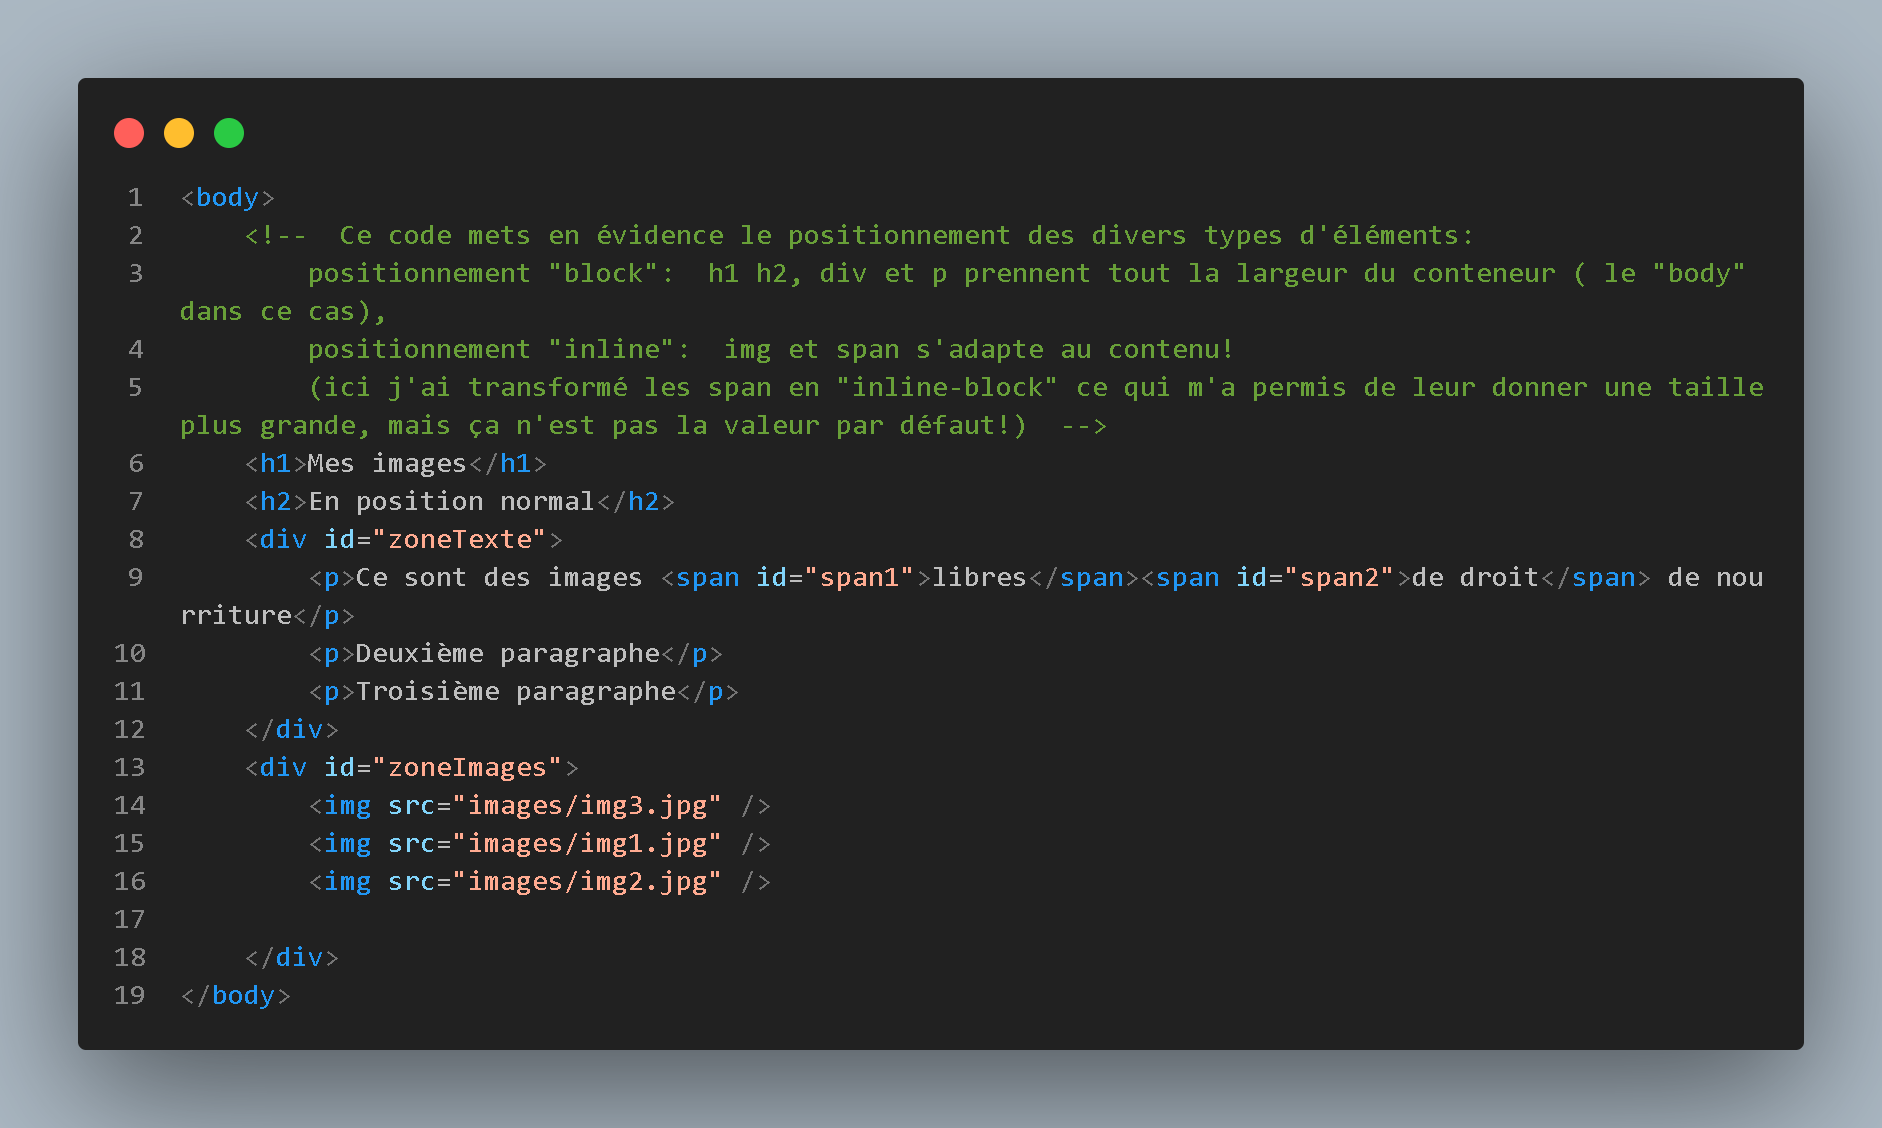 1 <body>
2     <!--  Ce code mets en évidence le positionnement des divers types d'éléments:
3         positionnement "block":  h1 h2, div et p prennent tout la largeur du conteneur ( le "body"
dans ce cas),
4         positionnement "inline":  img et span s'adapte au contenu!
5         (ici j'ai transformé les span en "inline-block" ce qui m'a permis de leur donner une taille
plus grande, mais ça n'est pas la valeur par défaut!)  -->
6     <h1>Mes images</h1>
7     <h2>En position normal</h2>
8     <div id="zoneTexte">
9         <p>Ce sont des images <span id="span1">libres</span><span id="span2">de droit</span> de nou
rriture</p>
10         <p>Deuxième paragraphe</p>
11         <p>Troisième paragraphe</p>
12     </div>
13     <div id="zoneImages">
14         <img src="images/img3.jpg" />
15         <img src="images/img1.jpg" />
16         <img src="images/img2.jpg" />
17
18     </div>
19 </body>